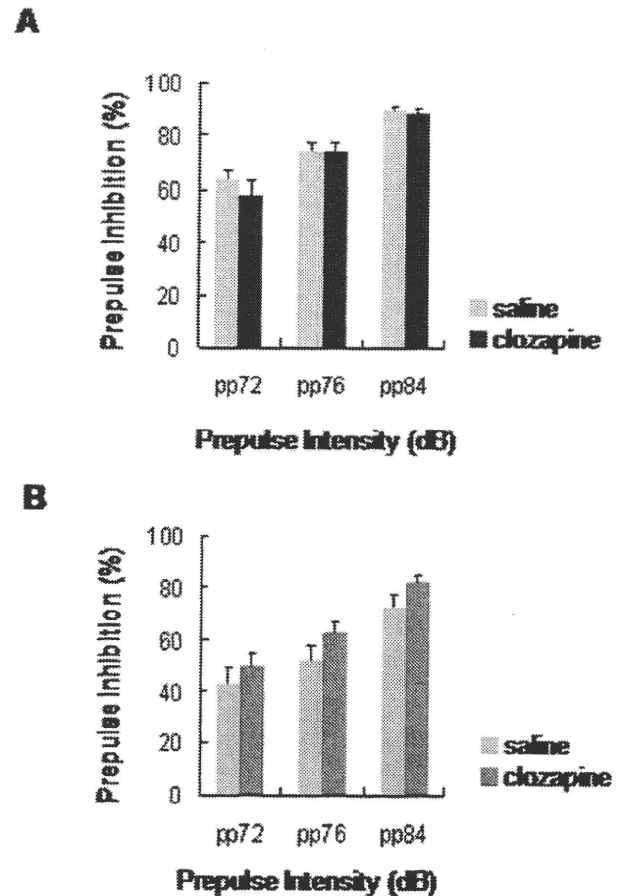 A
Prepulse Inhibition (%)
100
80
60
40
20
0
pp72 pp76 pp84
Prepulse Intensity (dB)
saline
clozapine
B
Prepulse Inhibition (%)
100
80
60
40
20
0
pp72 pp76 pp84
Prepulse Intensity (dB)
saline
clozapine